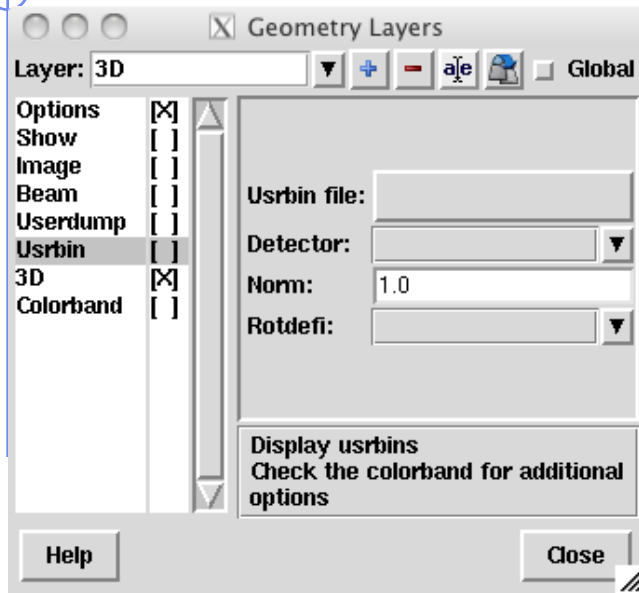 X Geometry Layers
Layer: 3D + - a|e Global
Options [X]
Show [ ]
Image [ ]
Beam [ ]
Userdump [ ]
Usrbin [ ]
3D [X]
Colorband [ ]
Usrbin file:
Detector:
Norm: 1.0
Rotdefi:
Display usrbins
Check the colorband for additional
options
Help Close